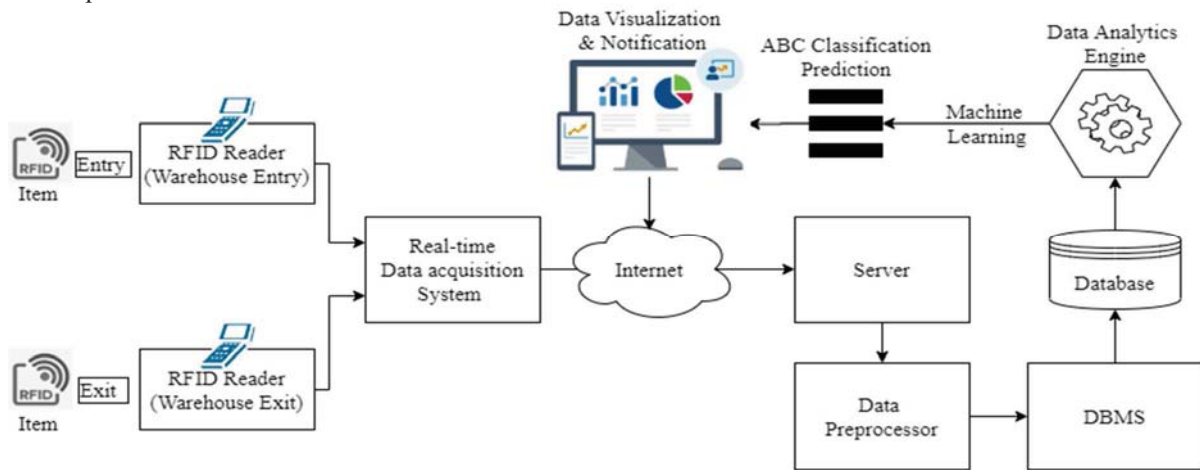 Data Visualization
& Notification
ABC Classification
Prediction
Data Analytics
Engine
Machine
Learning
RFID
Item
Entry
RFID Reader
(Warehouse Entry)
Real-time
Data acquisition
System
Internet
Server
Database
RFID
Item
Exit
RFID Reader
(Warehouse Exit)
Data
Preprocessor
DBMS